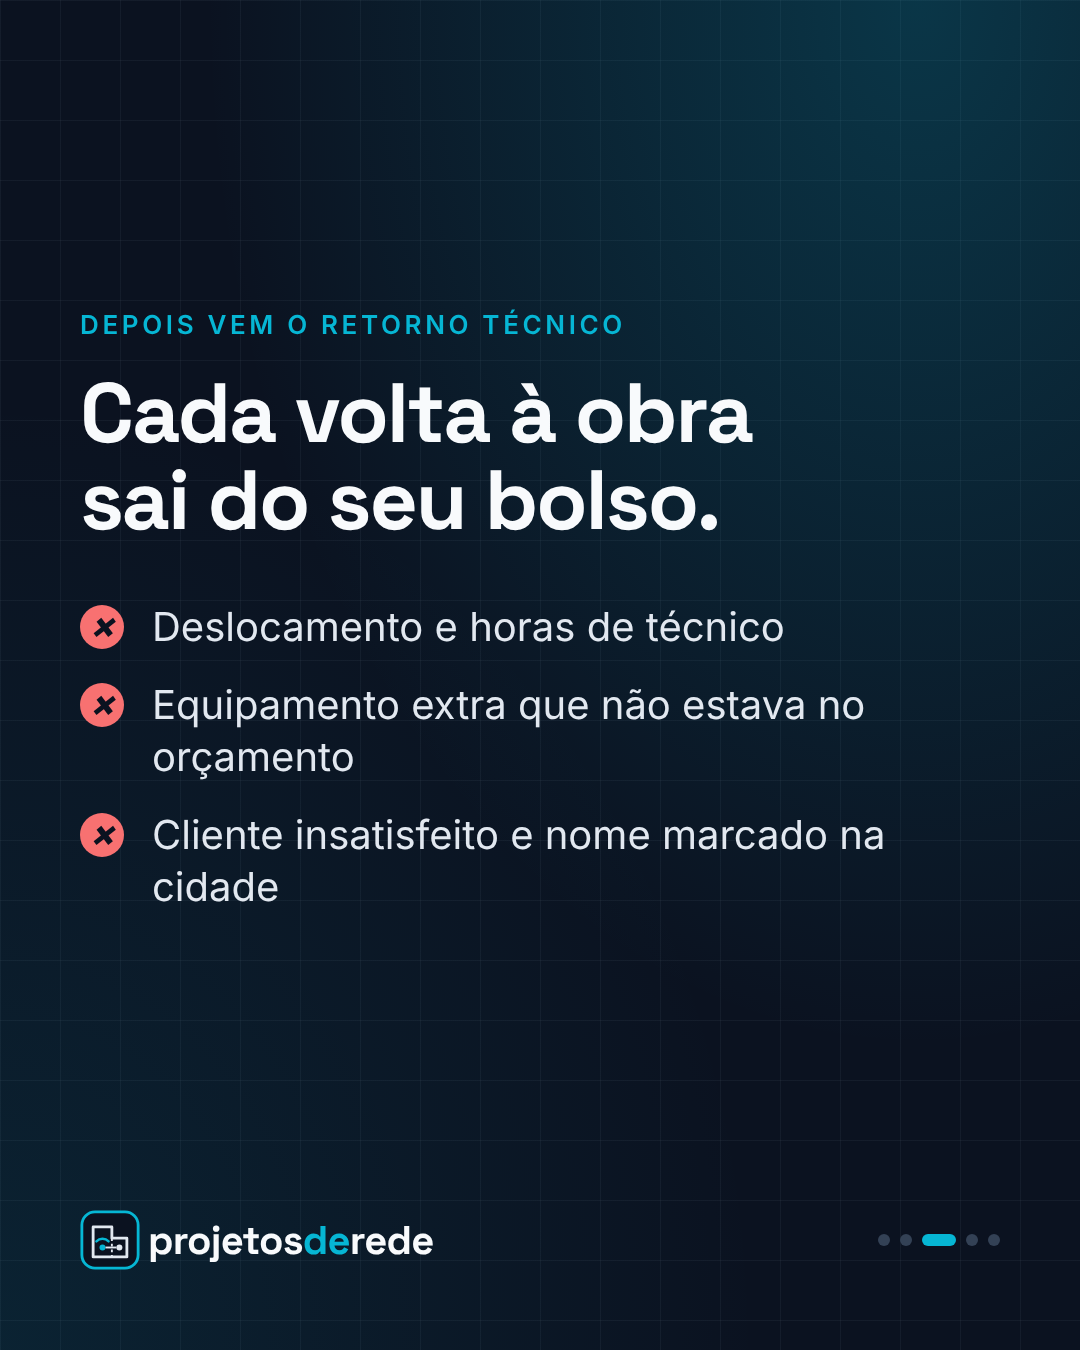 DEPOIS VEM O RETORNO TÉCNICO
Cada volta à obra
sai do seu bolso.
Deslocamento e horas de técnico
Equipamento extra que não estava no
orçamento
Cliente insatisfeito e nome marcado na
cidade
projetosderede